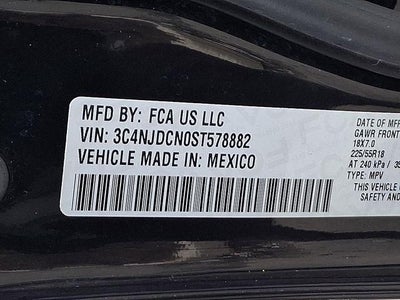 MFD BY: FCA US LLC
VIN: 3C4NJDCN0ST578882
VEHICLE MADE IN: MEXICO
DATE OF MFR
GAWR FRONT
18X7.0
225/55R18
AT 240 kPa / 35
TYPE: MPV
THIS VEHICLE
SAFETY